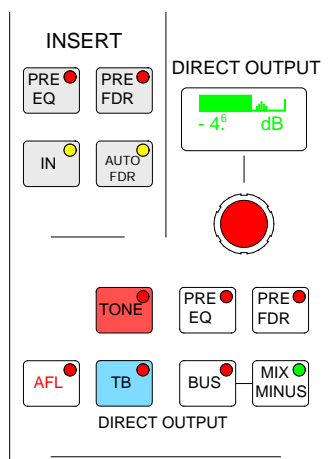 INSERT
PRE
EQ
PRE
FDR
IN
AUTO
FDR
DIRECT OUTPUT
- 4.6 dB
TONE
PRE
EQ
PRE
FDR
AFL
TB
BUS
MIX
MINUS
DIRECT OUTPUT